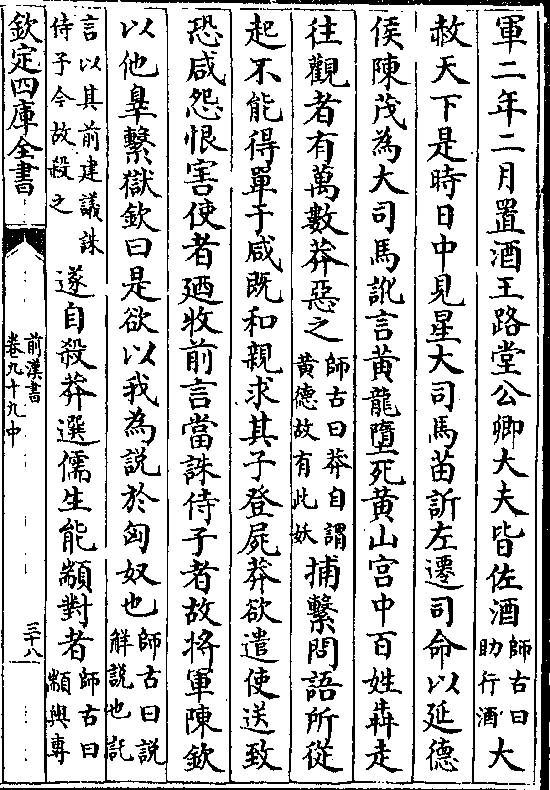 軍二年二月置酒王路堂公卿大夫皆佐酒師古曰助行酒大
赦天下是時日中見星大司馬苗訢左遷司命以延德
侯陳茂為大司馬訛言黄龍墮死黄山宫中百姓犇走
往觀者有萬數莽惡之師古曰莽自謂黄德故有此妖捕繫問語所從
起不能得單于咸既和親求其子登屍莽欲遣使送致
恐咸怨恨害使者廼收前言當誅侍子者故將軍陳欽
以他辠繫獄欽曰是欲以我為說於匈奴也師古曰說解說也託
言以其前建議誅侍子今故殺之遂自殺莽選儒生能顓對者師古曰顓與專
欽定四庫全書
前漢書
卷九十九中
三十八